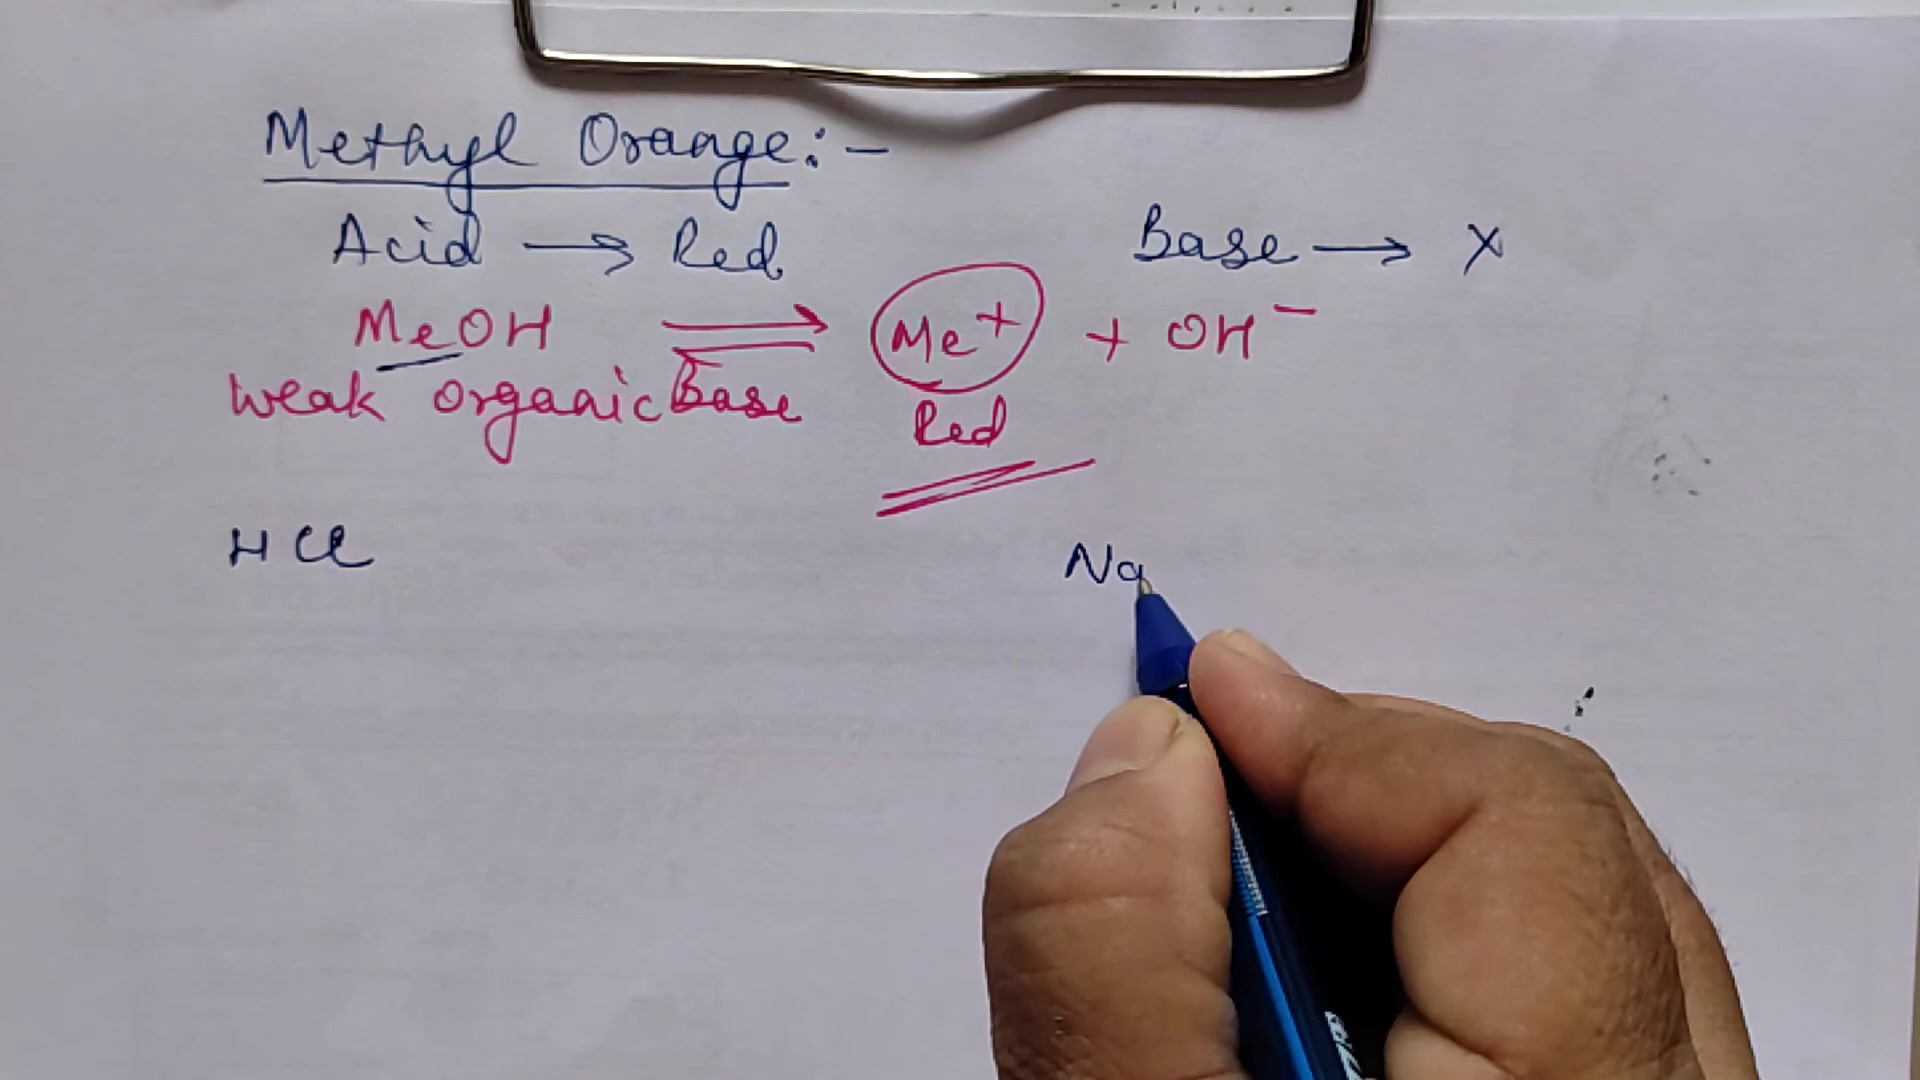 Methyl Orange:-
Acid → Red Base → X
MeOH ⇌ Me+ + OH-
weak organic Base Red
HCl Na